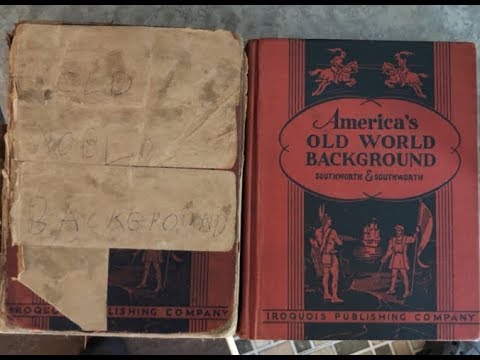 OLD
WORLD
BACKGROUND
IROQUOIS PUBLISHING COMPANY
America's
OLD WORLD
BACKGROUND
SOUTHWORTH & SOUTHWORTH
IROQUOIS PUBLISHING COMPANY